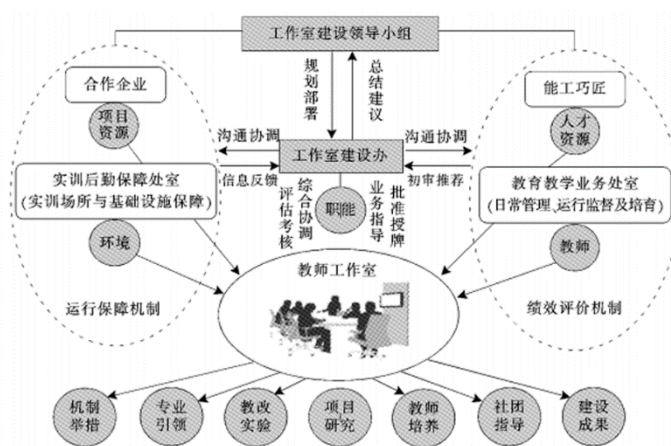 工作室建设领导小组
规划部署
总结建议
合作企业
项目
资源
能工巧匠
人才
资源
沟通协调
工作室建设办
沟通协调
信息反馈
初审推荐
实训后勤保障处室
(实训场所与基础设施保障)
评估考核
综合协调
职能
业务指导
批准授牌
教育教学业务处室
(日常管理、运行监督及培育)
环境
教师
教师工作室
运行保障机制
绩效评价机制
机制
举措
专业
引领
教改
实验
项目
研究
教师
培养
社团
指导
建设
成果